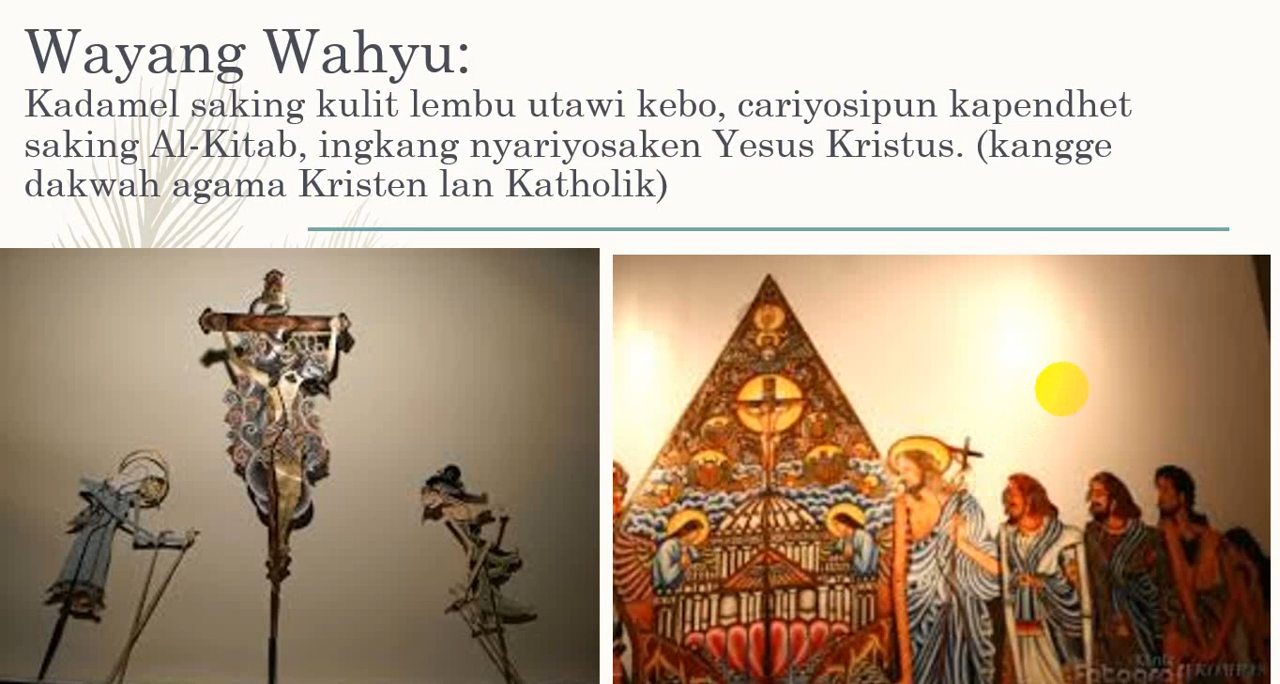 Wayang Wahyu:
Kadamel saking kulit lembu utawi kebo, cariyosipun kapendhet
saking Al-Kitab, ingkang nyariyosaken Yesus Kristus. (kangge
dakwah agama Kristen lan Katholik)